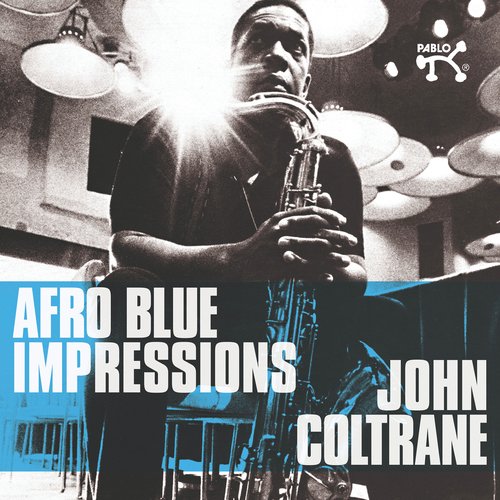 PABLO
®
AFRO BLUE
IMPRESSIONS
JOHN
COLTRANE